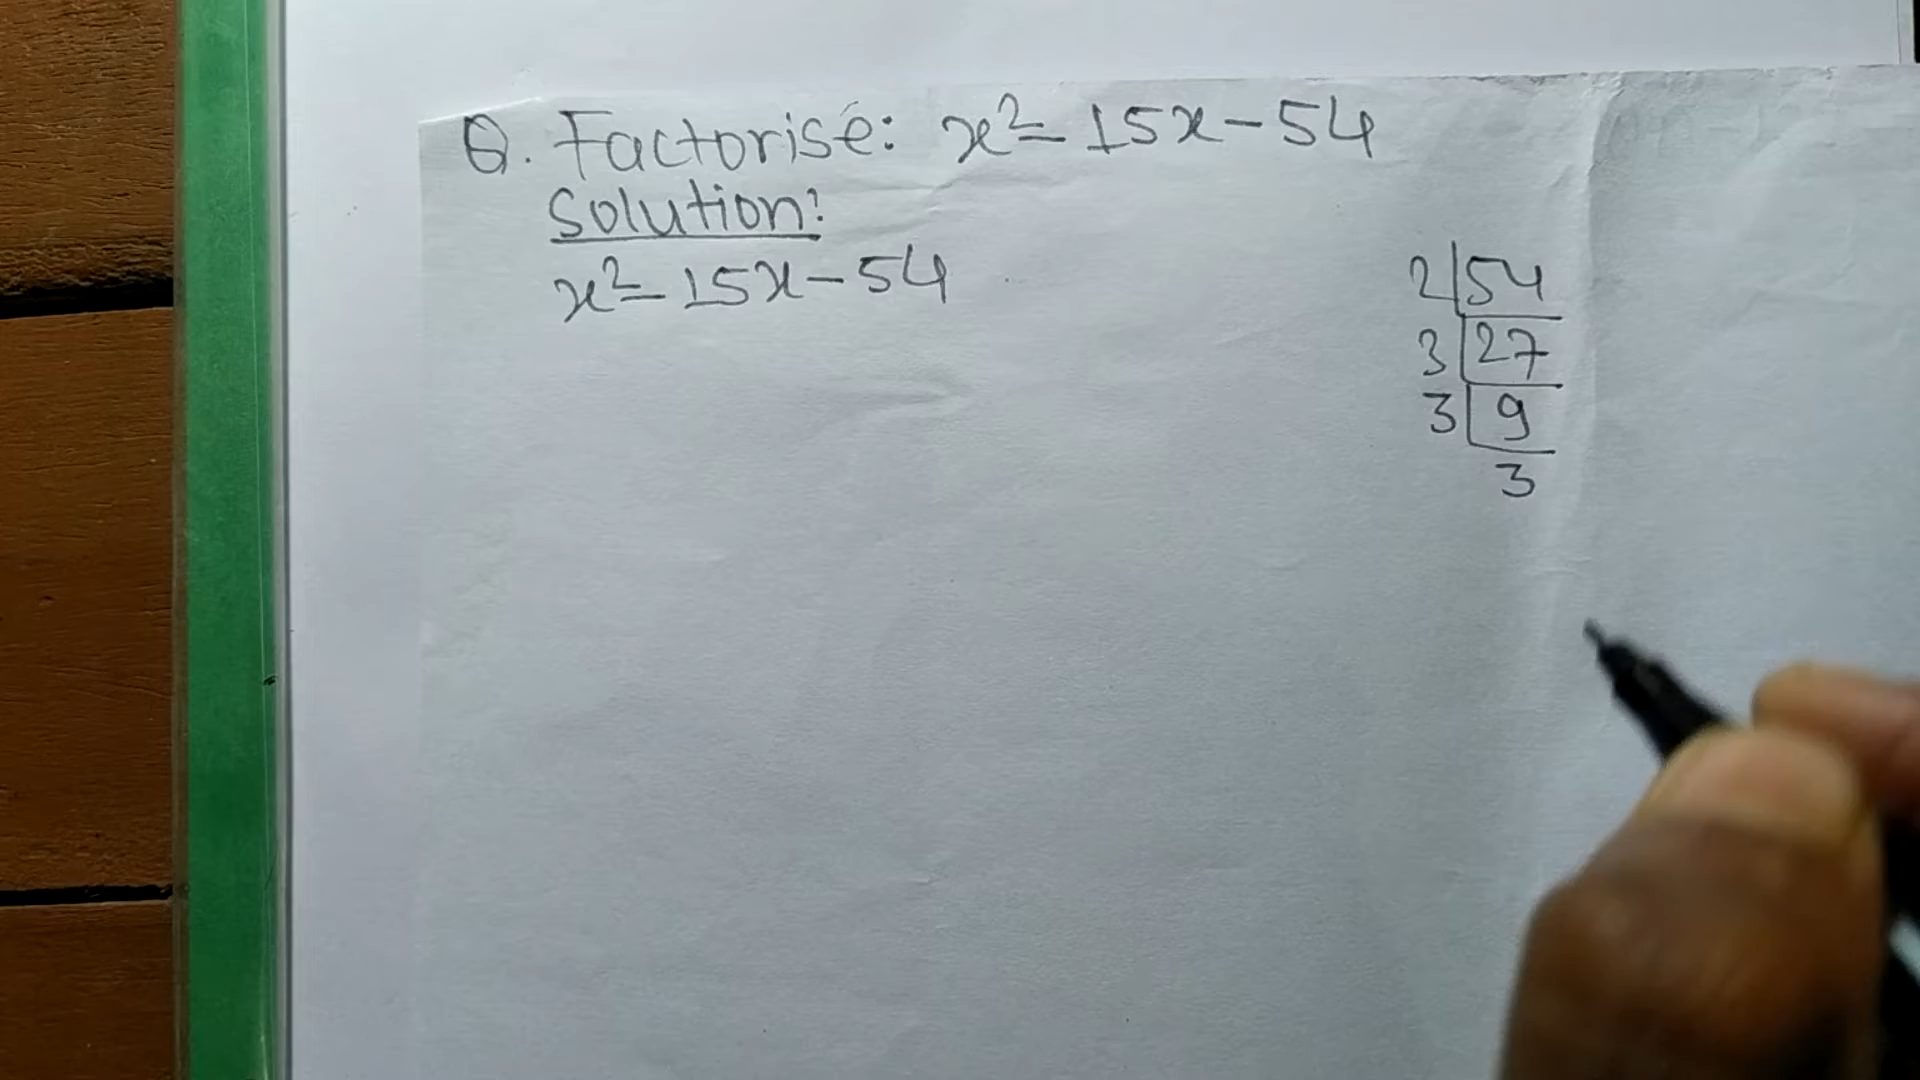 Q. Factorise: x²-15x-54
Solution:
x²-15x-54
2|54
3|27
3|9
3